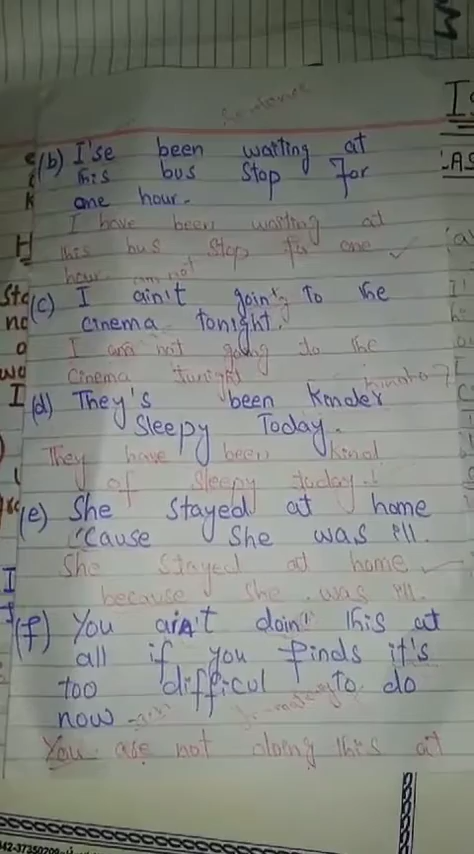 Sentence
(b) I'se been waiting at
this bus stop for
one hour.
I have been waiting at
this bus stop for one
hour.
am not
(c) I ain't goin' to the
cinema tonight.
I am not going to the
cinema tunight
(d) They's been kinder
sleepy Today.
They have been kind
of sleepy today.
(e) She stayed at home
'Cause she was ill.
She stayed at home
because she was ill.
(f) You ain't doin' this at
all if you finds it's
too difficul to do
now
You are not doing this at